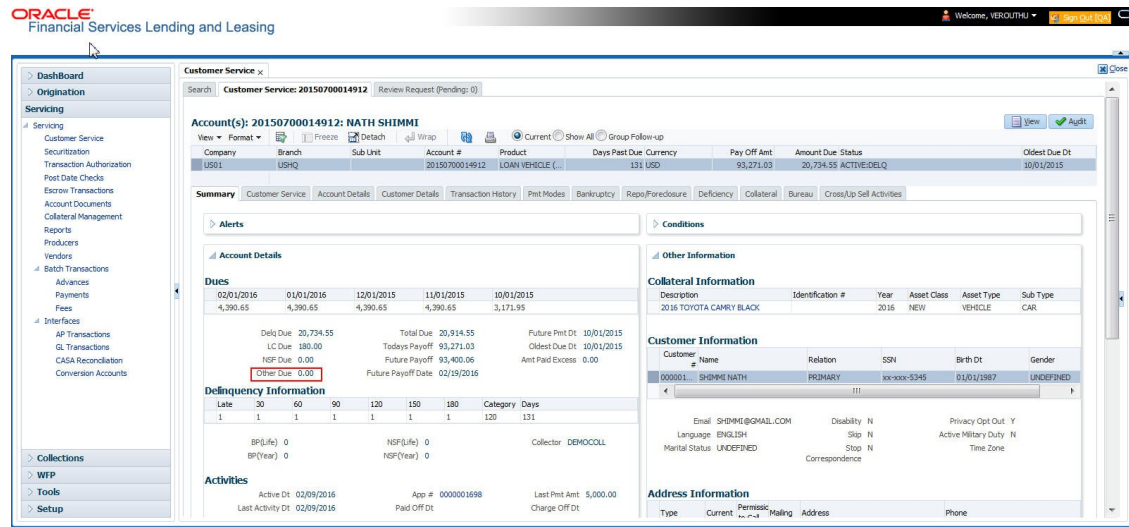 ORACLE
Financial Services Lending and Leasing
Welcome, VEROUTHU
Sign Out [QA]
Close
DashBoard
Origination
Servicing
Servicing
Customer Service
Securitization
Transaction Authorization
Post Date Checks
Escrow Transactions
Account Documents
Collateral Management
Reports
Producers
Vendors
Batch Transactions
Advances
Payments
Fees
Interfaces
AP Transactions
GL Transactions
CASA Reconciliation
Conversion Accounts
Collections
WFP
Tools
Setup
Customer Service x
Search Customer Service: 20150700014912 Review Request (Pending: 0)
Account(s): 20150700014912: NATH SHIMMI
View Audit
View Format Freeze Detach Wrap Current Show All Group Follow-up
Company Branch Sub Unit Account # Product Days Past Due Currency Pay Off Amt Amount Due Status Oldest Due Dt
US01 USHQ 20150700014912 LOAN VEHICLE (... 131 USD 93,271.03 20,734.55 ACTIVE:DELQ 10/01/2015
Summary Customer Service Account Details Customer Details Transaction History Pmt Modes Bankruptcy Repo/Foreclosure Deficiency Collateral Bureau Cross/Up Sell Activities
Alerts
Account Details
Dues
02/01/2016 01/01/2016 12/01/2015 11/01/2015 10/01/2015
4,390.65 4,390.65 4,390.65 4,390.65 3,171.95
Delq Due 20,734.55 Total Due 20,914.55 Future Pmt Dt 10/01/2015
LC Due 180.00 Todays Payoff 93,271.03 Oldest Due Dt 10/01/2015
NSF Due 0.00 Future Payoff 93,400.06 Amt Paid Excess 0.00
Other Due 0.00 Future Payoff Date 02/19/2016
Delinquency Information
Late 30 60 90 120 150 180 Category Days
1 1 1 1 1 1 1 120 131
BP(Life) 0 NSF(Life) 0 Collector DEMOCOLL
BP(Year) 0 NSF(Year) 0
Activities
Active Dt 02/09/2016 App # 0000001698 Last Pmt Amt 5,000.00
Last Activity Dt 02/09/2016 Paid Off Dt Charge Off Dt
Conditions
Other Information
Collateral Information
Description Identification # Year Asset Class Asset Type Sub Type
2016 TOYOTA CAMRY BLACK 2016 NEW VEHICLE CAR
Customer Information
Customer # Name Relation SSN Birth Dt Gender
000001... SHIMMI NATH PRIMARY xx-xxx-5345 01/01/1987 UNDEFINED
Email SHIMMI@GMAIL.COM Disability N Privacy Opt Out Y
Language ENGLISH Skip N Active Military Duty N
Marital Status UNDEFINED Stop N Time Zone
Correspondence
Address Information
Type Current Permissic Mailing Address Phone